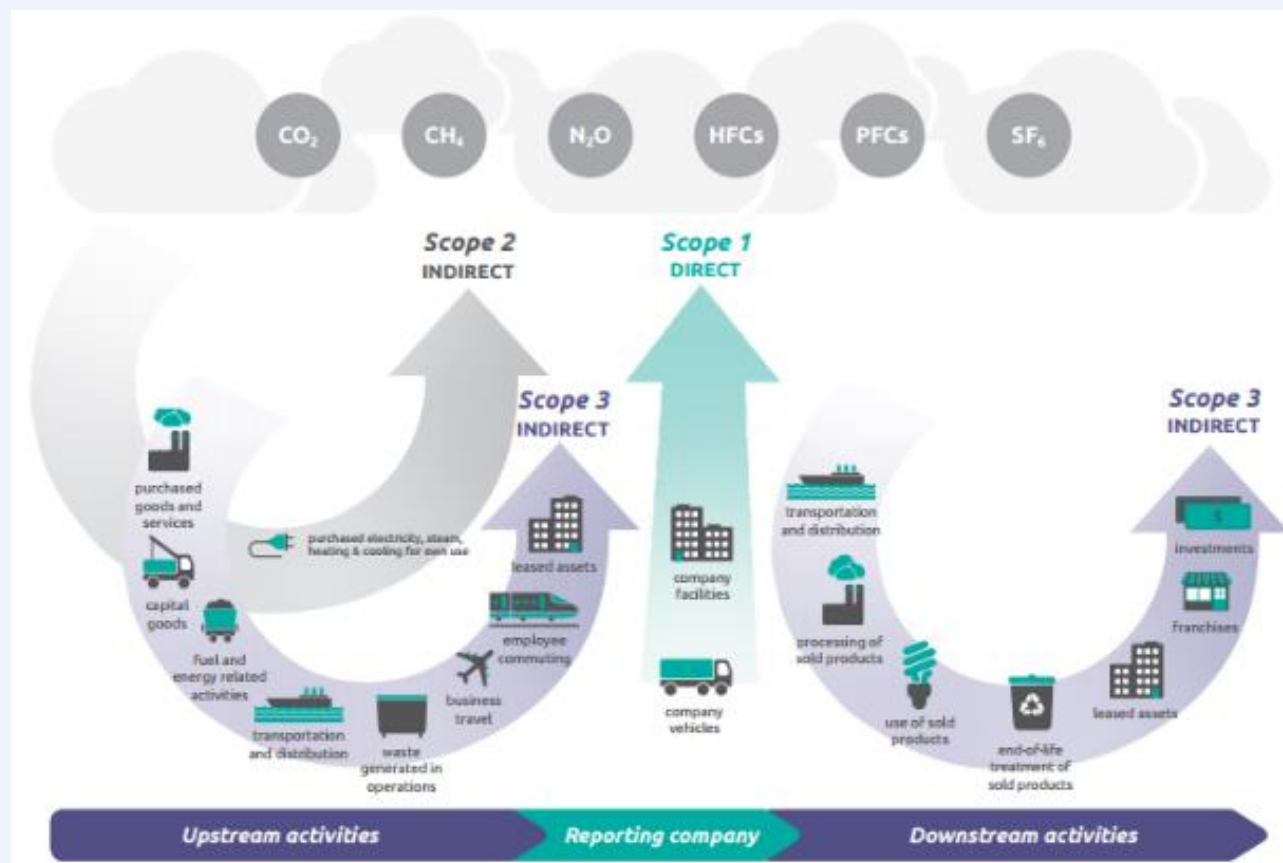 CO₂
CH₄
N₂O
HFCs
PFCs
SF₆
Scope 2
INDIRECT
Scope 1
DIRECT
Scope 3
INDIRECT
Scope 3
INDIRECT
purchased
goods and
services
capital
goods
fuel and
energy related
activities
transportation
and distribution
waste
generated in
operations
business
travel
employee
commuting
leased assets
purchased electricity, steam,
heating & cooling for own use
company
facilities
company
vehicles
transportation
and distribution
processing of
sold products
use of sold
products
end-of-life
treatment of
sold products
leased assets
franchises
investments
$
Upstream activities
Reporting company
Downstream activities